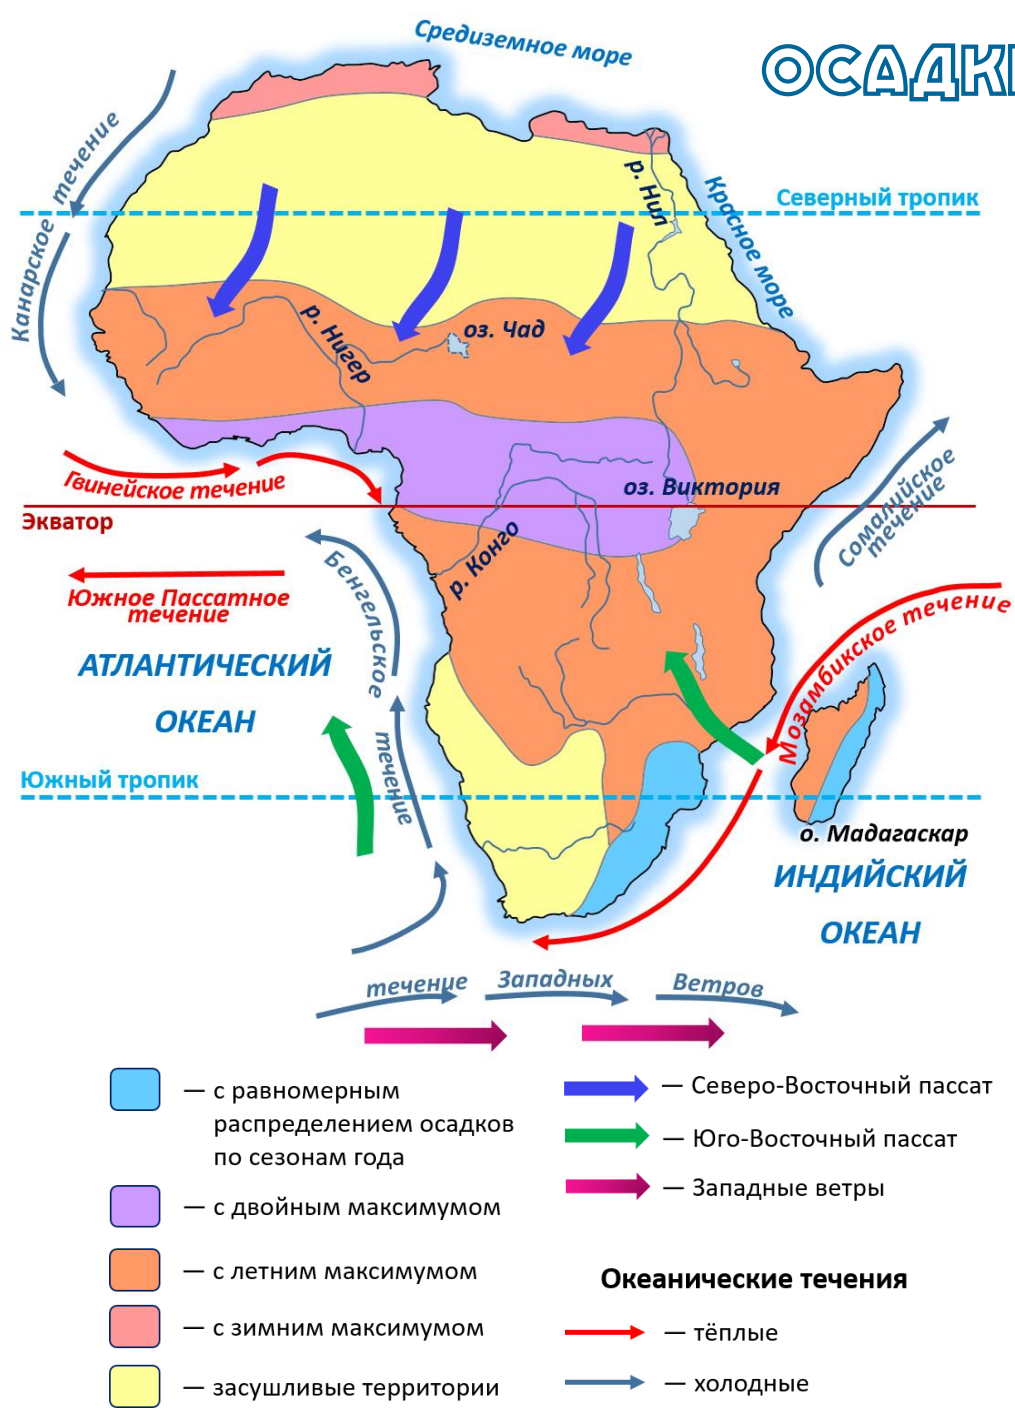 Средиземное море
ОСАДКИ
Канарское течение
р. Нил
Красное море
Северный тропик
р. Нигер
оз. Чад
Гвинейское течение
оз. Виктория
Экватор
р. Конго
Сомалийское
течение
Бенгельское течение
Южное Пассатное
течение
Мозамбикское течение
АТЛАНТИЧЕСКИЙ
ОКЕАН
Южный тропик
о. Мадагаскар
ИНДИЙСКИЙ
ОКЕАН
течение Западных Ветров
— с равномерным
распределением осадков
по сезонам года
— с двойным максимумом
— с летним максимумом
— с зимним максимумом
— засушливые территории
— Северо-Восточный пассат
— Юго-Восточный пассат
— Западные ветры
Океанические течения
— тёплые
— холодные